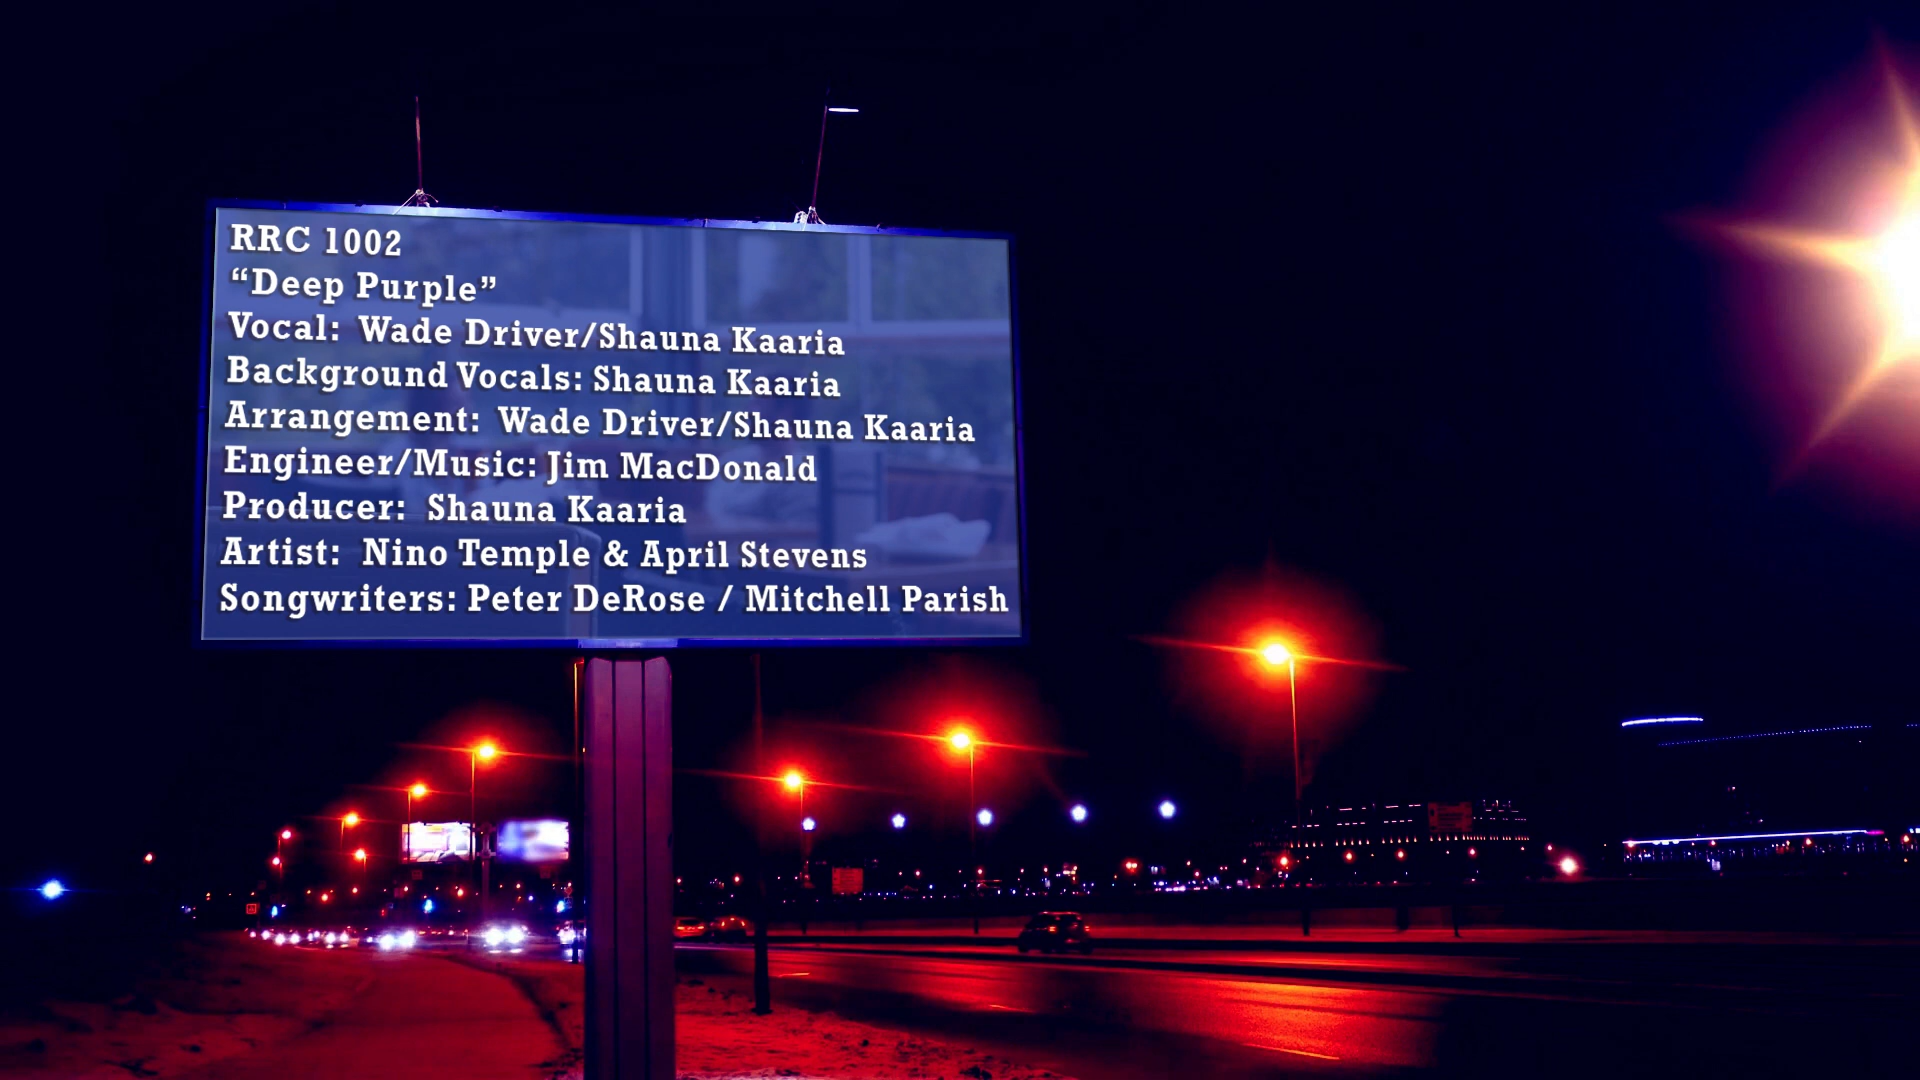 RRC 1002
“Deep Purple”
Vocal: Wade Driver/Shauna Kaaria
Background Vocals: Shauna Kaaria
Arrangement: Wade Driver/Shauna Kaaria
Engineer/Music: Jim MacDonald
Producer: Shauna Kaaria
Artist: Nino Temple & April Stevens
Songwriters: Peter DeRose / Mitchell Parish